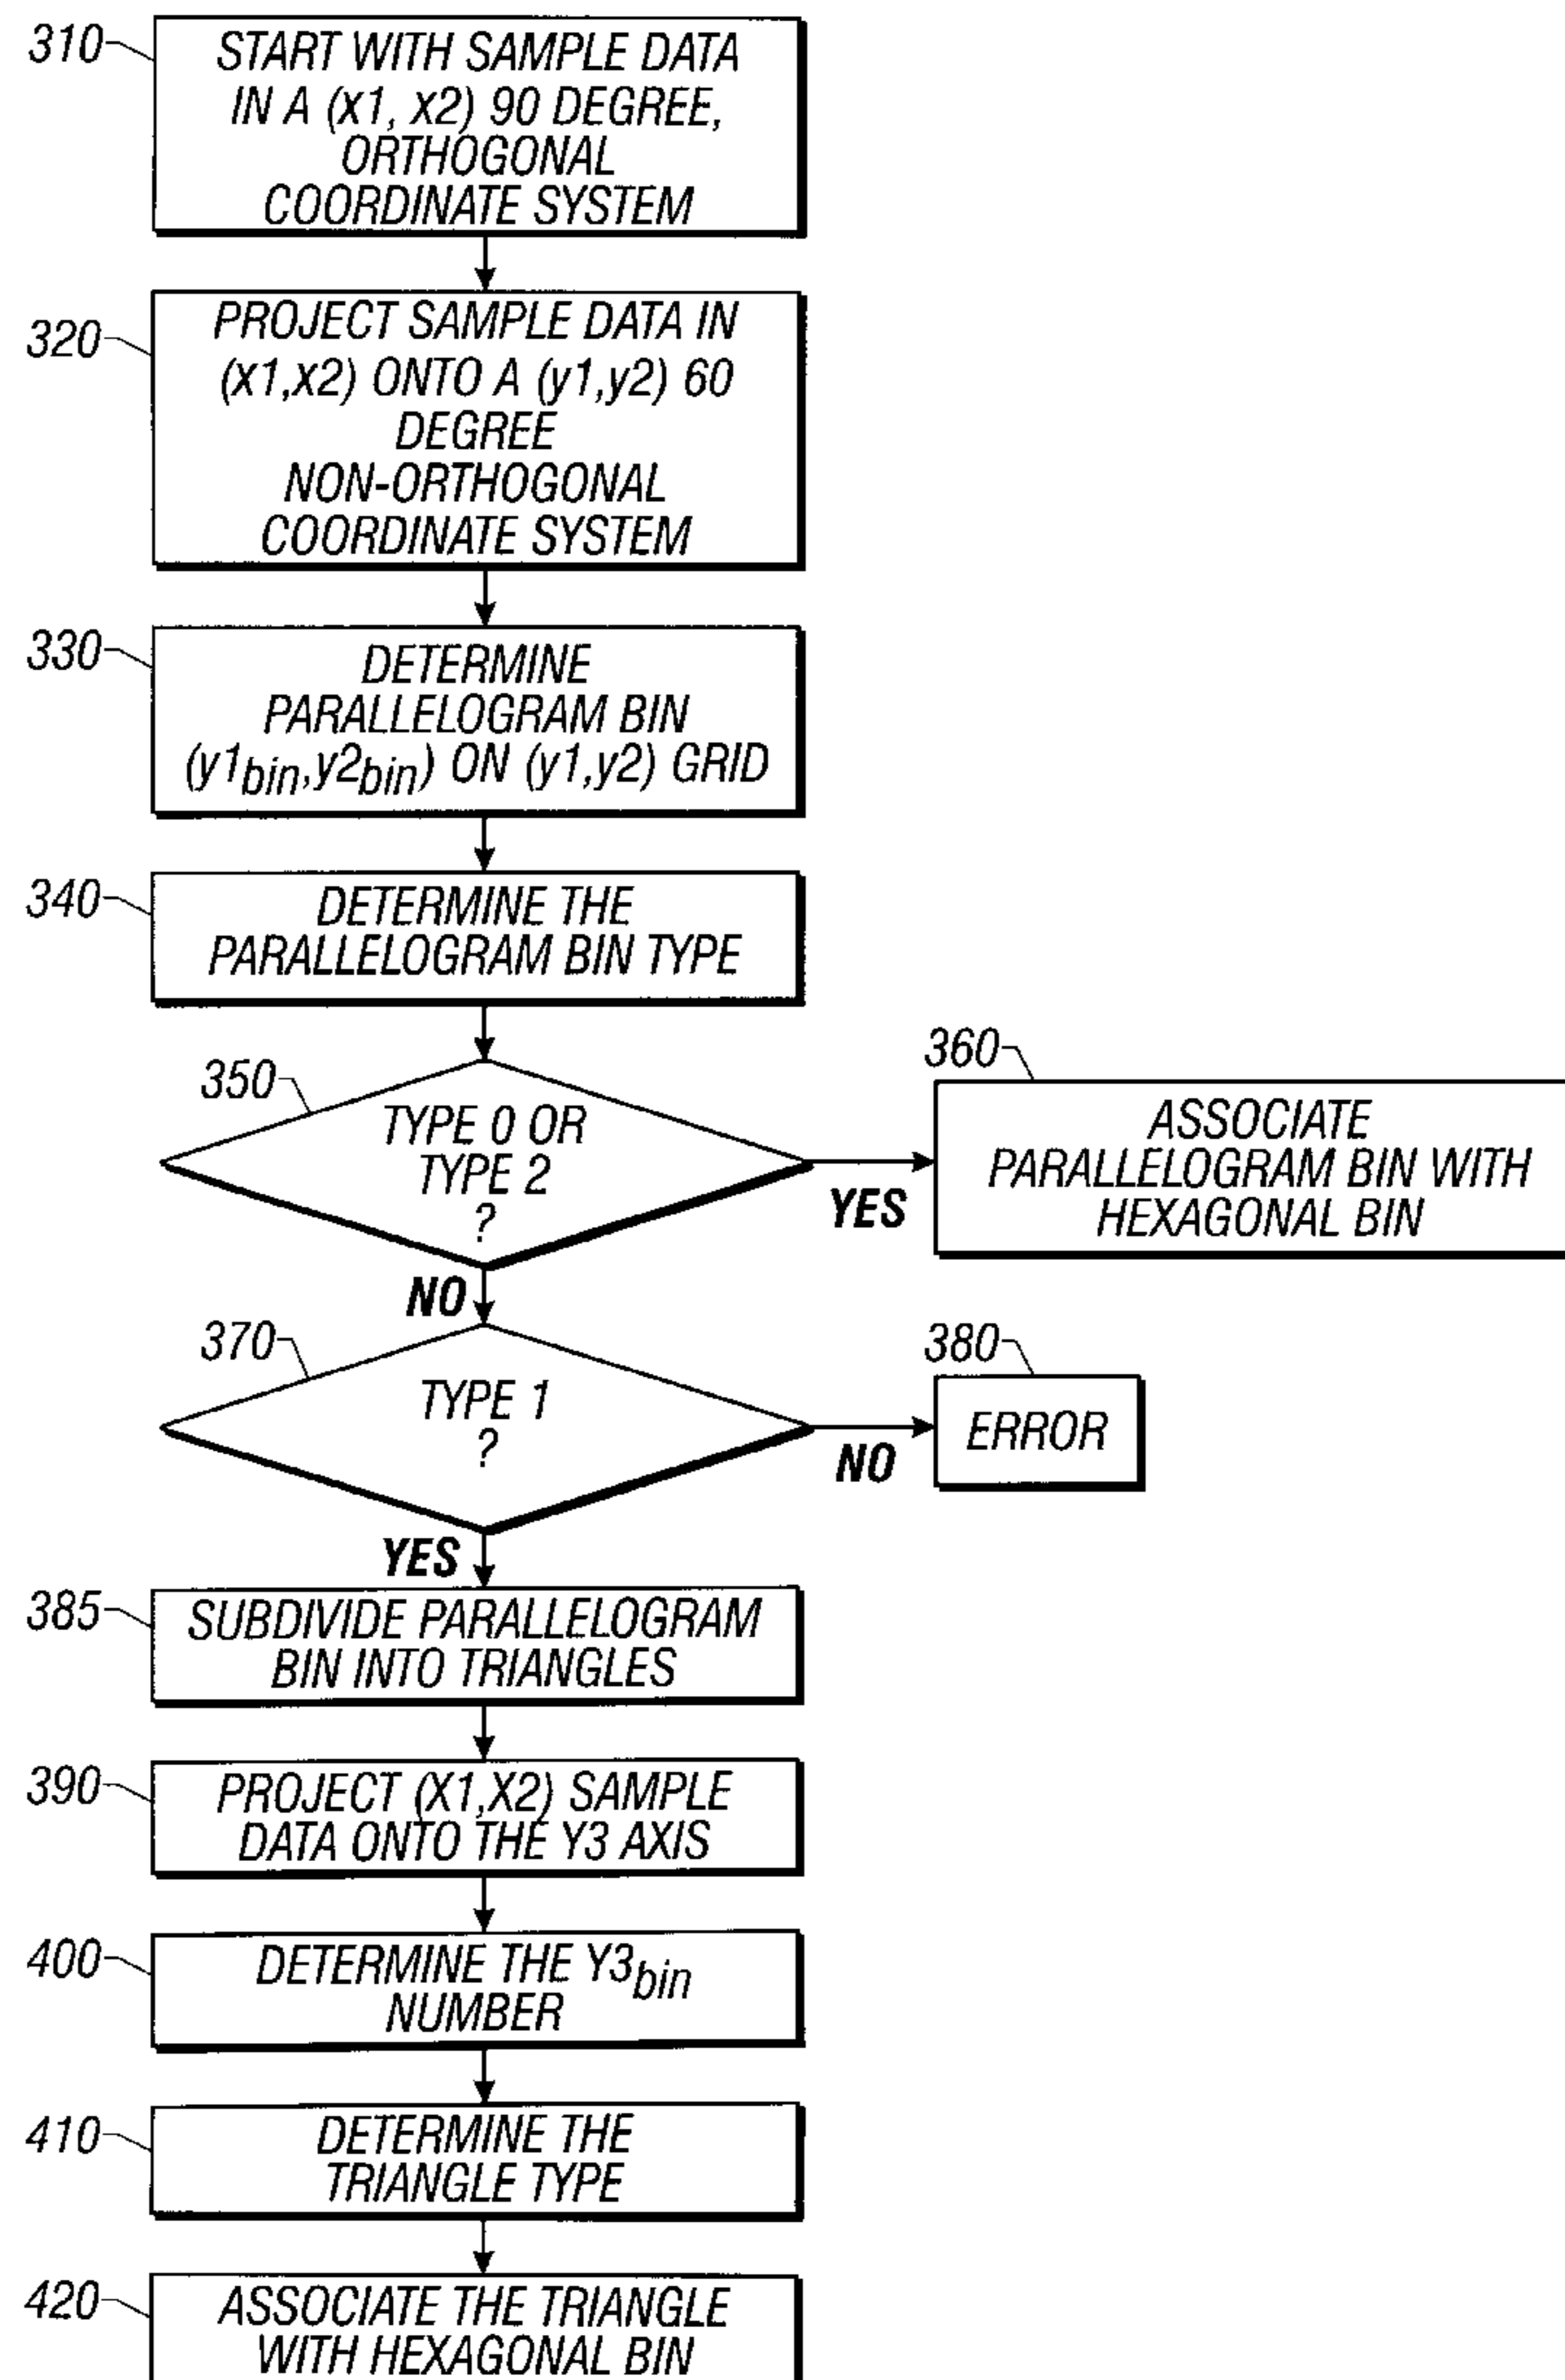 310
START WITH SAMPLE DATA
IN A (x1, x2) 90 DEGREE,
ORTHOGONAL
COORDINATE SYSTEM
320
PROJECT SAMPLE DATA IN
(x1,x2) ONTO A (y1,y2) 60
DEGREE
NON-ORTHOGONAL
COORDINATE SYSTEM
330
DETERMINE
PARALLELOGRAM BIN
(y1bin,y2bin) ON (y1,y2) GRID
340
DETERMINE THE
PARALLELOGRAM BIN TYPE
350
TYPE 0 OR
TYPE 2
?
YES
360
ASSOCIATE
PARALLELOGRAM BIN WITH
HEXAGONAL BIN
NO
370
TYPE 1
?
NO
380
ERROR
YES
385
SUBDIVIDE PARALLELOGRAM
BIN INTO TRIANGLES
390
PROJECT (X1,X2) SAMPLE
DATA ONTO THE Y3 AXIS
400
DETERMINE THE Y3bin
NUMBER
410
DETERMINE THE
TRIANGLE TYPE
420
ASSOCIATE THE TRIANGLE
WITH HEXAGONAL BIN